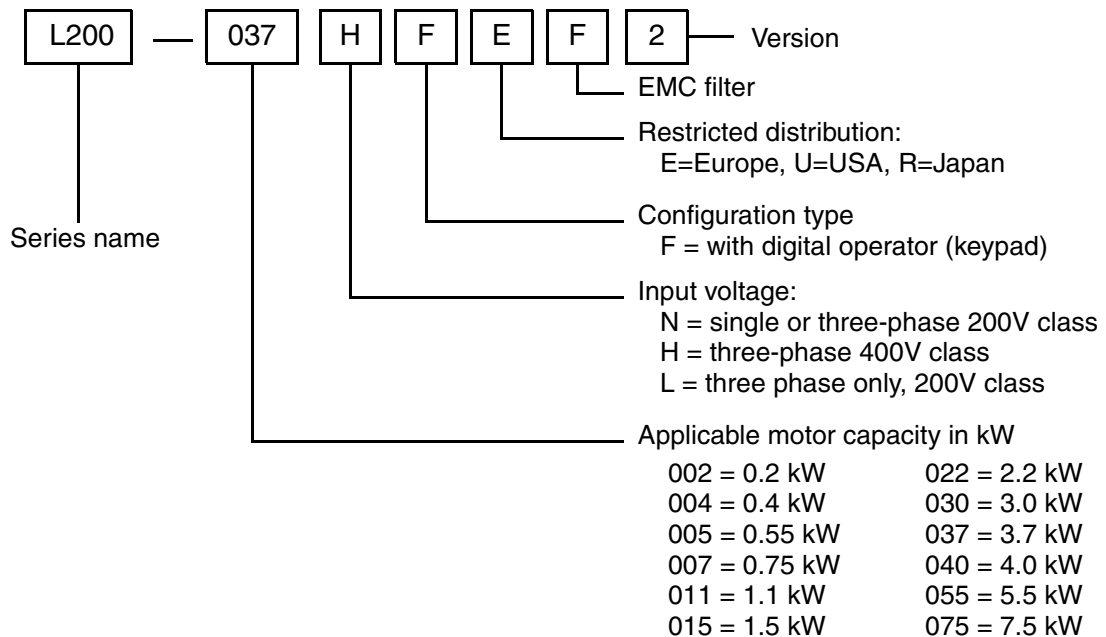 L200 — 037 H F E F 2 Version
EMC filter
Restricted distribution:
E=Europe, U=USA, R=Japan
Configuration type
F = with digital operator (keypad)
Series name
Input voltage:
N = single or three-phase 200V class
H = three-phase 400V class
L = three phase only, 200V class
Applicable motor capacity in kW
002 = 0.2 kW 022 = 2.2 kW
004 = 0.4 kW 030 = 3.0 kW
005 = 0.55 kW 037 = 3.7 kW
007 = 0.75 kW 040 = 4.0 kW
011 = 1.1 kW 055 = 5.5 kW
015 = 1.5 kW 075 = 7.5 kW